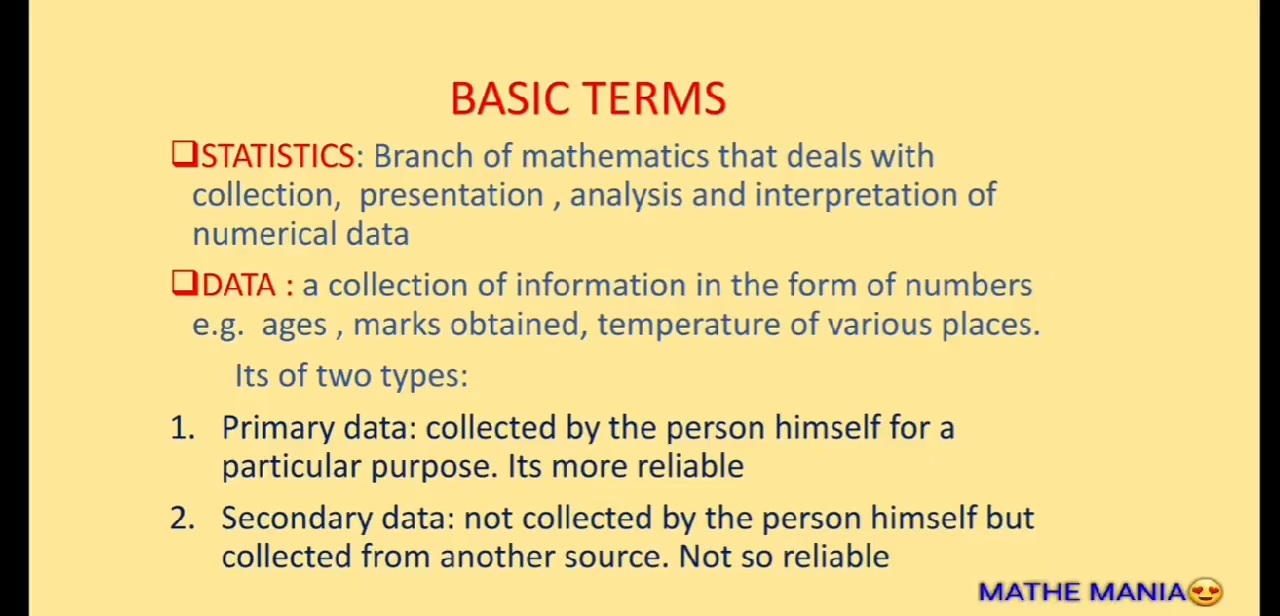 BASIC TERMS
❑STATISTICS: Branch of mathematics that deals with
collection,  presentation , analysis and interpretation of
numerical data
❑DATA : a collection of information in the form of numbers
e.g.  ages , marks obtained, temperature of various places.
Its of two types:
1. Primary data: collected by the person himself for a
particular purpose. Its more reliable
2. Secondary data: not collected by the person himself but
collected from another source. Not so reliable
MATHE MANIA😍